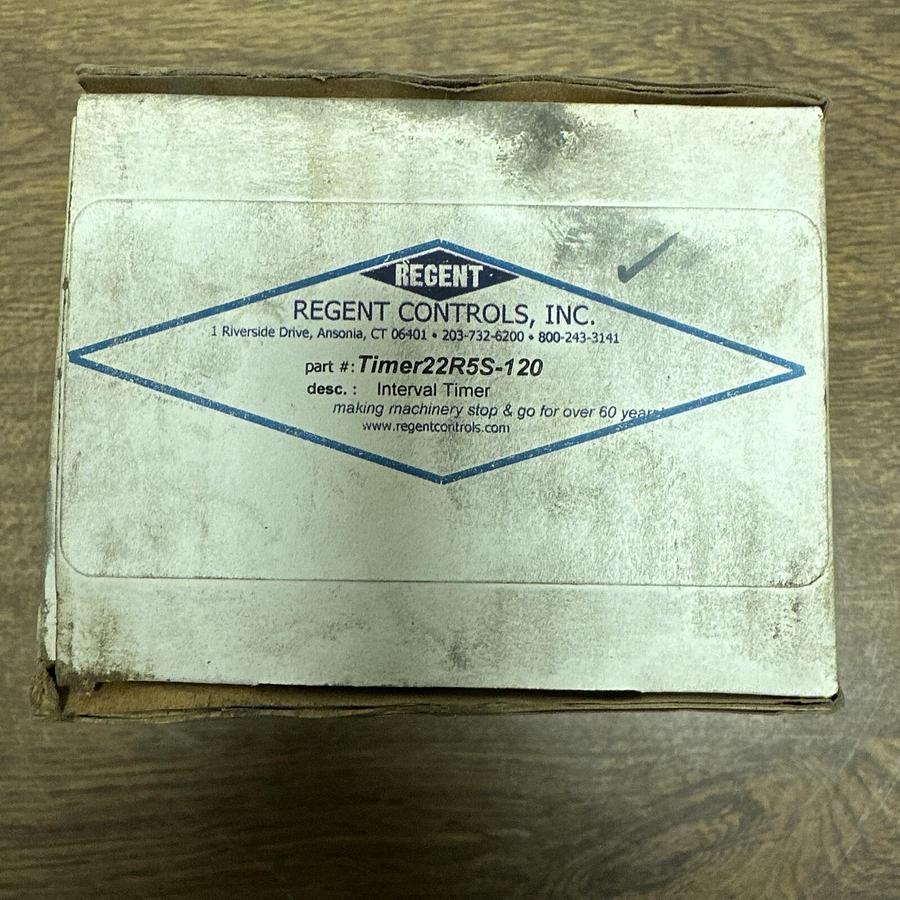 REGENT
REGENT CONTROLS, INC.
1 Riverside Drive, Ansonia, CT 06401 • 203-732-6200 • 800-243-3141
part #: Timer22R5S-120
desc. : Interval Timer
making machinery stop & go for over 60 years
www.regentcontrols.com